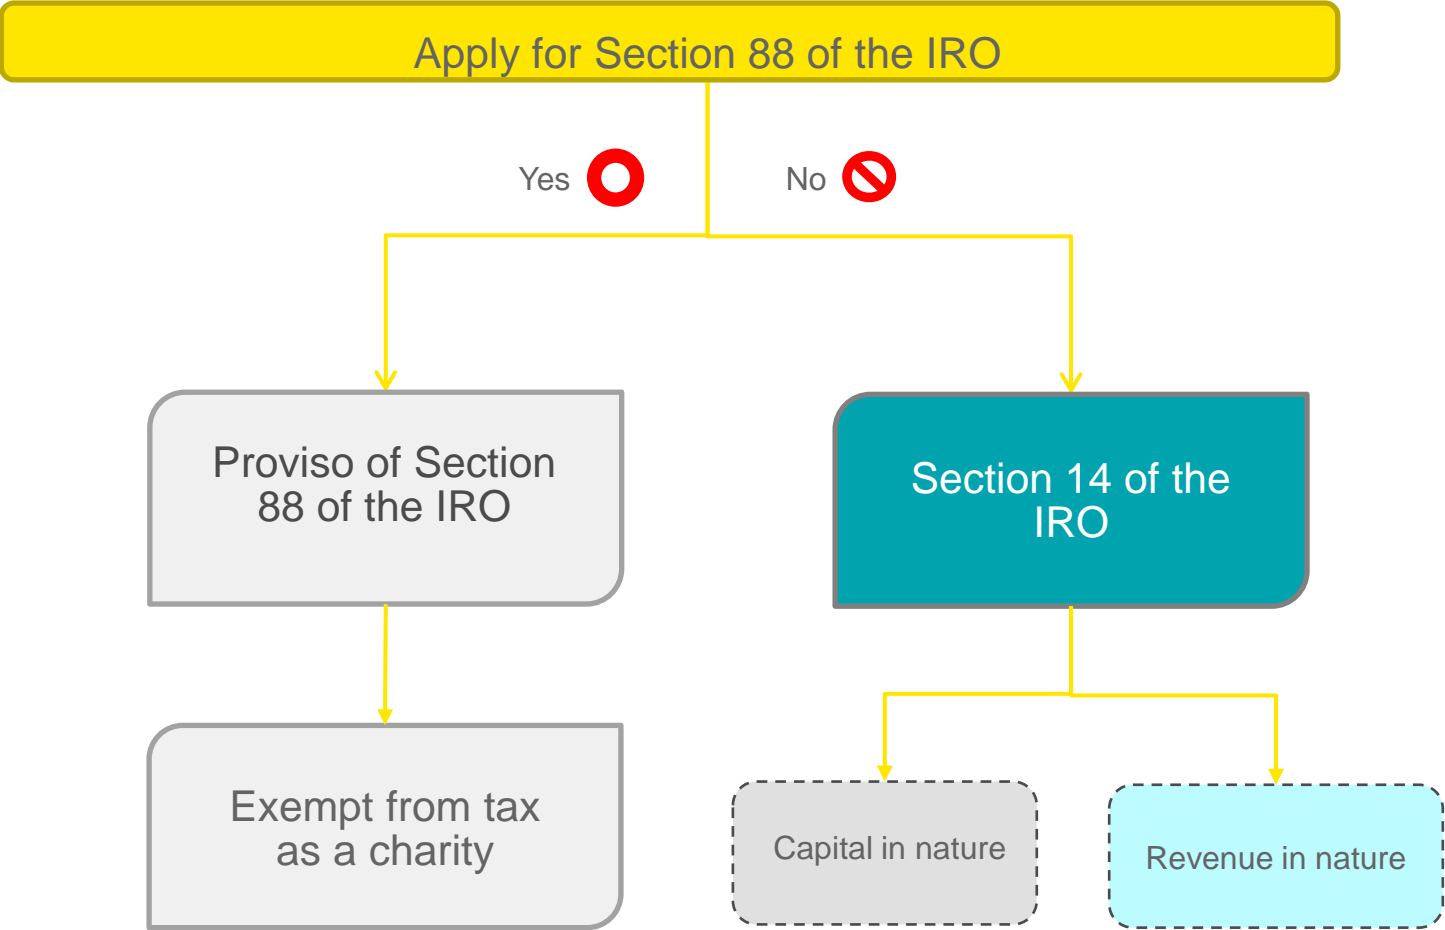 Apply for Section 88 of the IRO
Yes
No
Proviso of Section
88 of the IRO
Section 14 of the
IRO
Exempt from tax
as a charity
Capital in nature
Revenue in nature